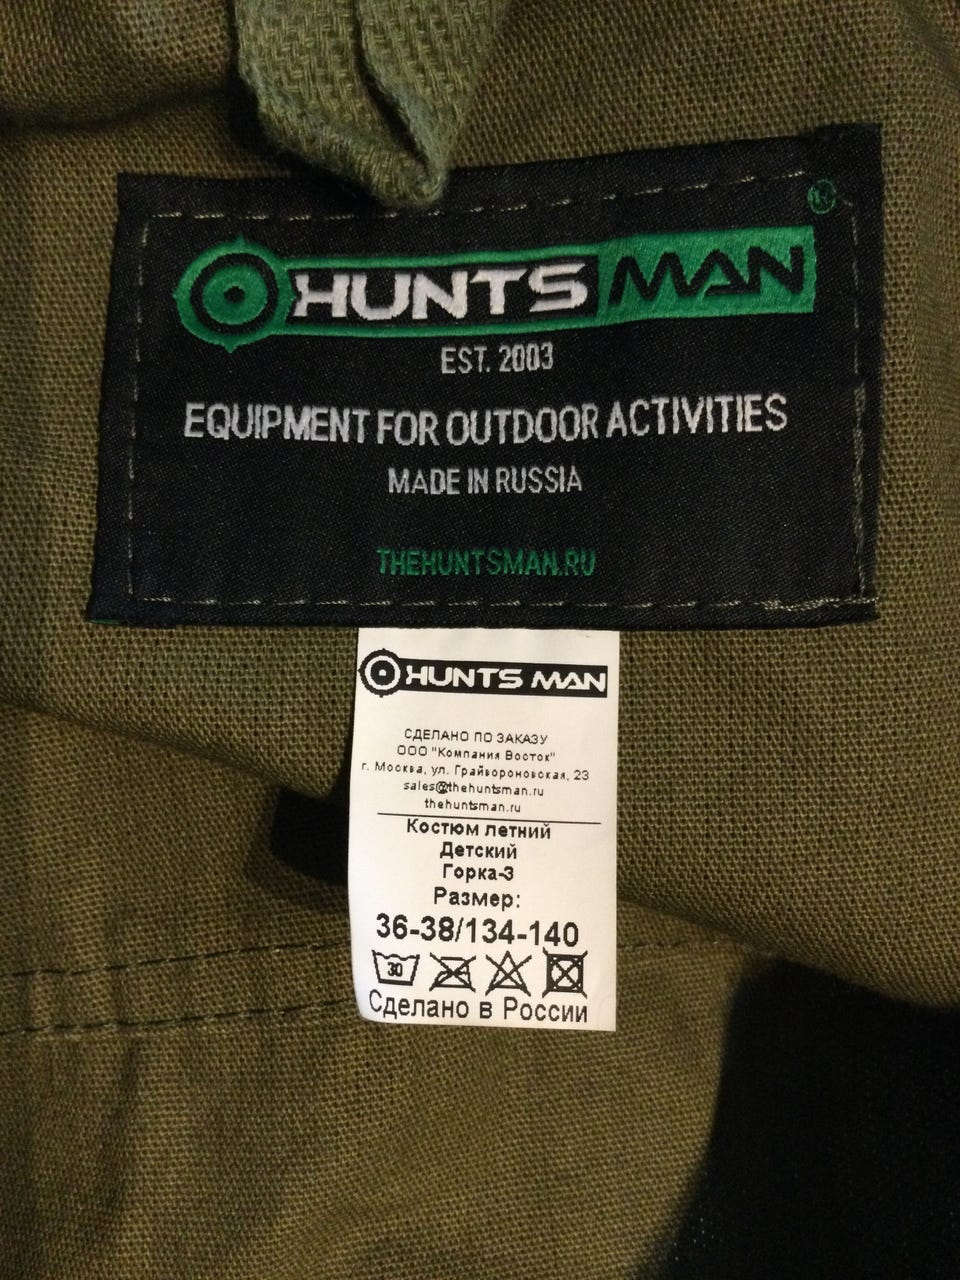 HUNTSMAN ®
EST. 2003
EQUIPMENT FOR OUTDOOR ACTIVITIES
MADE IN RUSSIA
THEHUNTSMAN.RU
HUNTSMAN
СДЕЛАНО ПО ЗАКАЗУ
ООО "Компания Восток"
г. Москва, ул. Грайвороновская, 23
sales@thehuntsman.ru
thehuntsman.ru
Костюм летний
Детский
Горка-3
Размер:
36-38/134-140
30
Сделано в России